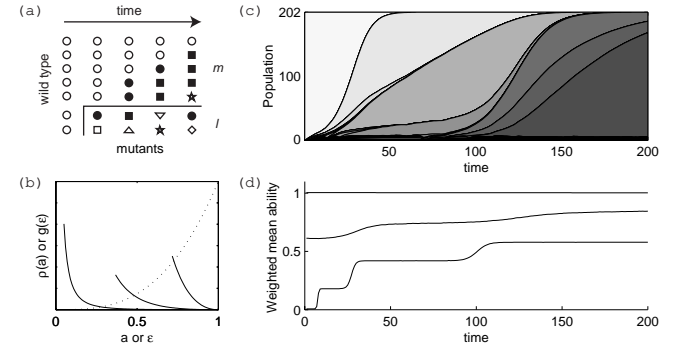 (a)
time
wild type
m
l
mutants
(b)
ρ(a) or g(ε)
0 0.5 1
a or ε
(c)
Population
202
100
0
50 100 150 200
time
(d)
Weighted mean ability
1
0.5
0
0 50 100 150 200
time